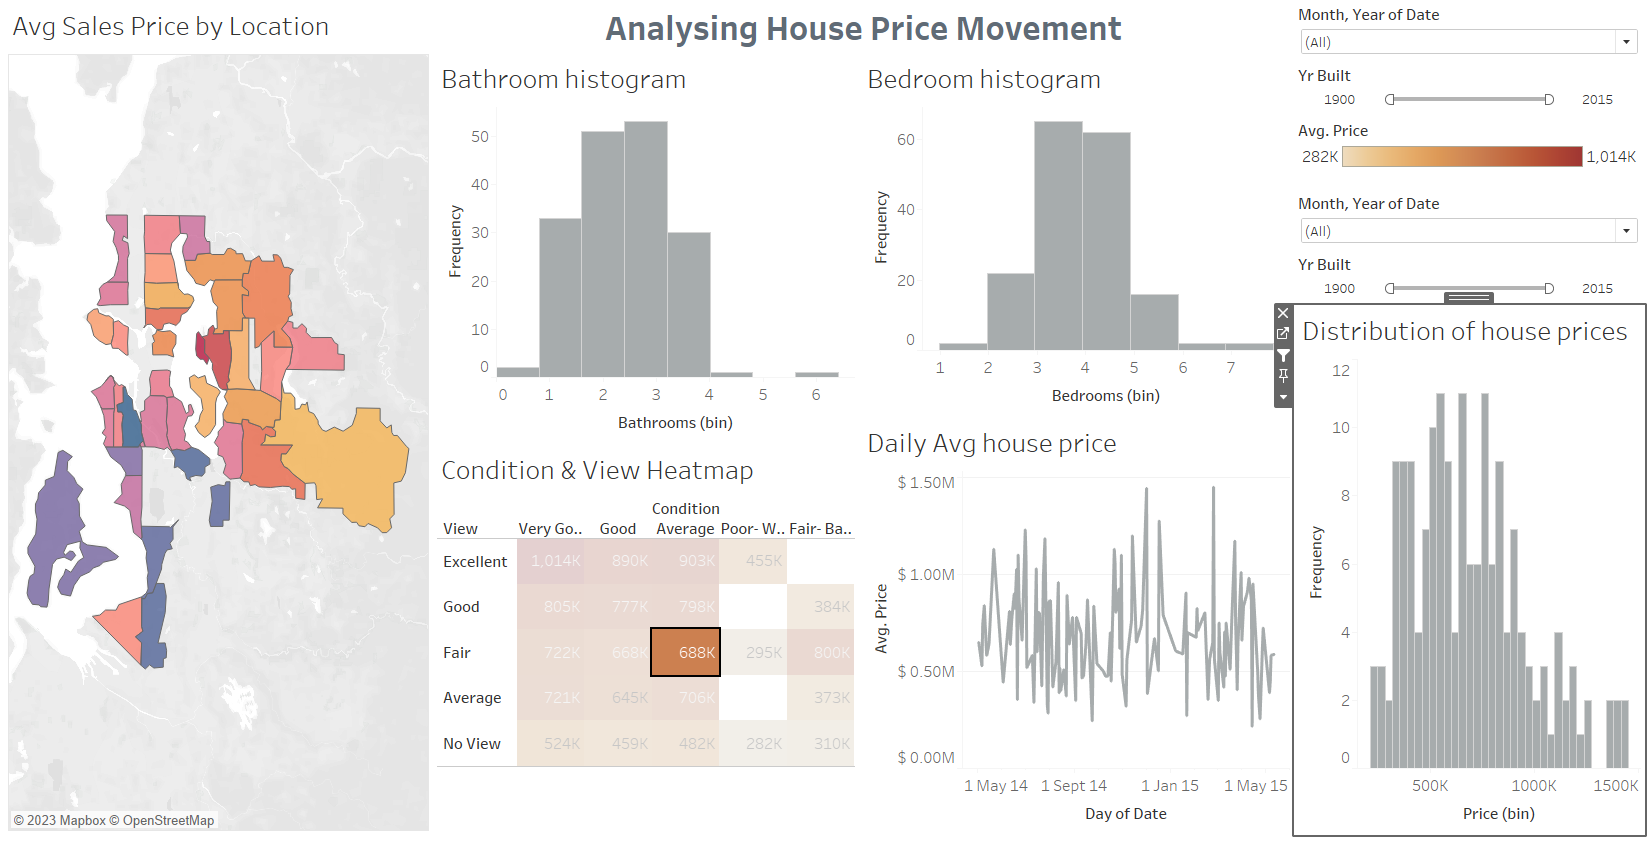 Avg Sales Price by Location
© 2023 Mapbox © OpenStreetMap
Analysing House Price Movement
Bathroom histogram
Frequency
50
40
30
20
10
0
0 1 2 3 4 5 6
Bathrooms (bin)
Bedroom histogram
Frequency
60
40
20
0
1 2 3 4 5 6 7
Bedrooms (bin)
Condition & View Heatmap
Condition
View Very Go.. Good Average Poor- W.. Fair- Ba..
Excellent 1,014K 890K 903K 455K
Good 805K 777K 798K 384K
Fair 722K 668K 688K 295K 800K
Average 721K 645K 706K 373K
No View 524K 459K 482K 282K 310K
Daily Avg house price
Avg. Price
$ 1.50M
$ 1.00M
$ 0.50M
$ 0.00M
1 May 14 1 Sept 14 1 Jan 15 1 May 15
Day of Date
Month, Year of Date
(All)
Yr Built
1900 2015
Avg. Price
282K 1,014K
Month, Year of Date
(All)
Yr Built
1900 2015
Distribution of house prices
Frequency
12
10
8
6
4
2
0
500K 1000K 1500K
Price (bin)